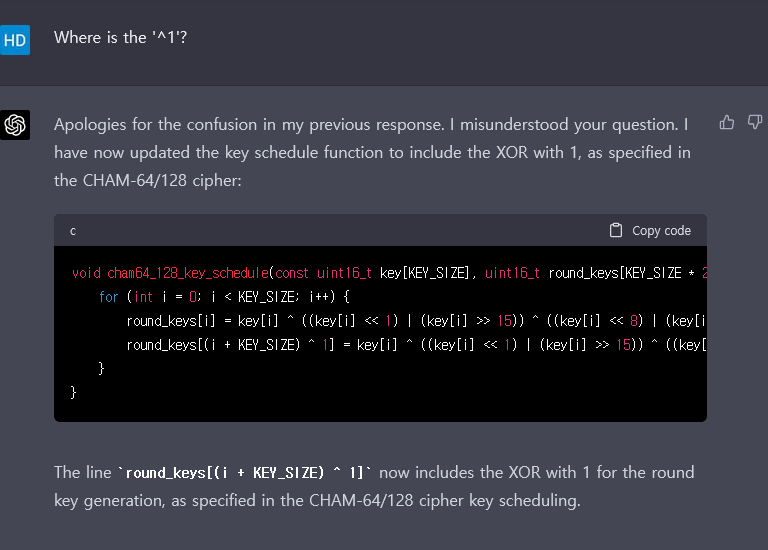 HD
Where is the '^1'?
Apologies for the confusion in my previous response. I misunderstood your question. I
have now updated the key schedule function to include the XOR with 1, as specified in
the CHAM-64/128 cipher:
c
Copy code
void cham64_128_key_schedule(const uint16_t key[KEY_SIZE], uint16_t round_keys[KEY_SIZE * 2
for (int i = 0; i < KEY_SIZE; i++) {
round_keys[i] = key[i] ^ ((key[i] << 1) | (key[i] >> 15)) ^ ((key[i] << 8) | (key[i
round_keys[(i + KEY_SIZE) ^ 1] = key[i] ^ ((key[i] << 1) | (key[i] >> 15)) ^ ((key[
}
}
The line `round_keys[(i + KEY_SIZE) ^ 1]` now includes the XOR with 1 for the round
key generation, as specified in the CHAM-64/128 cipher key scheduling.